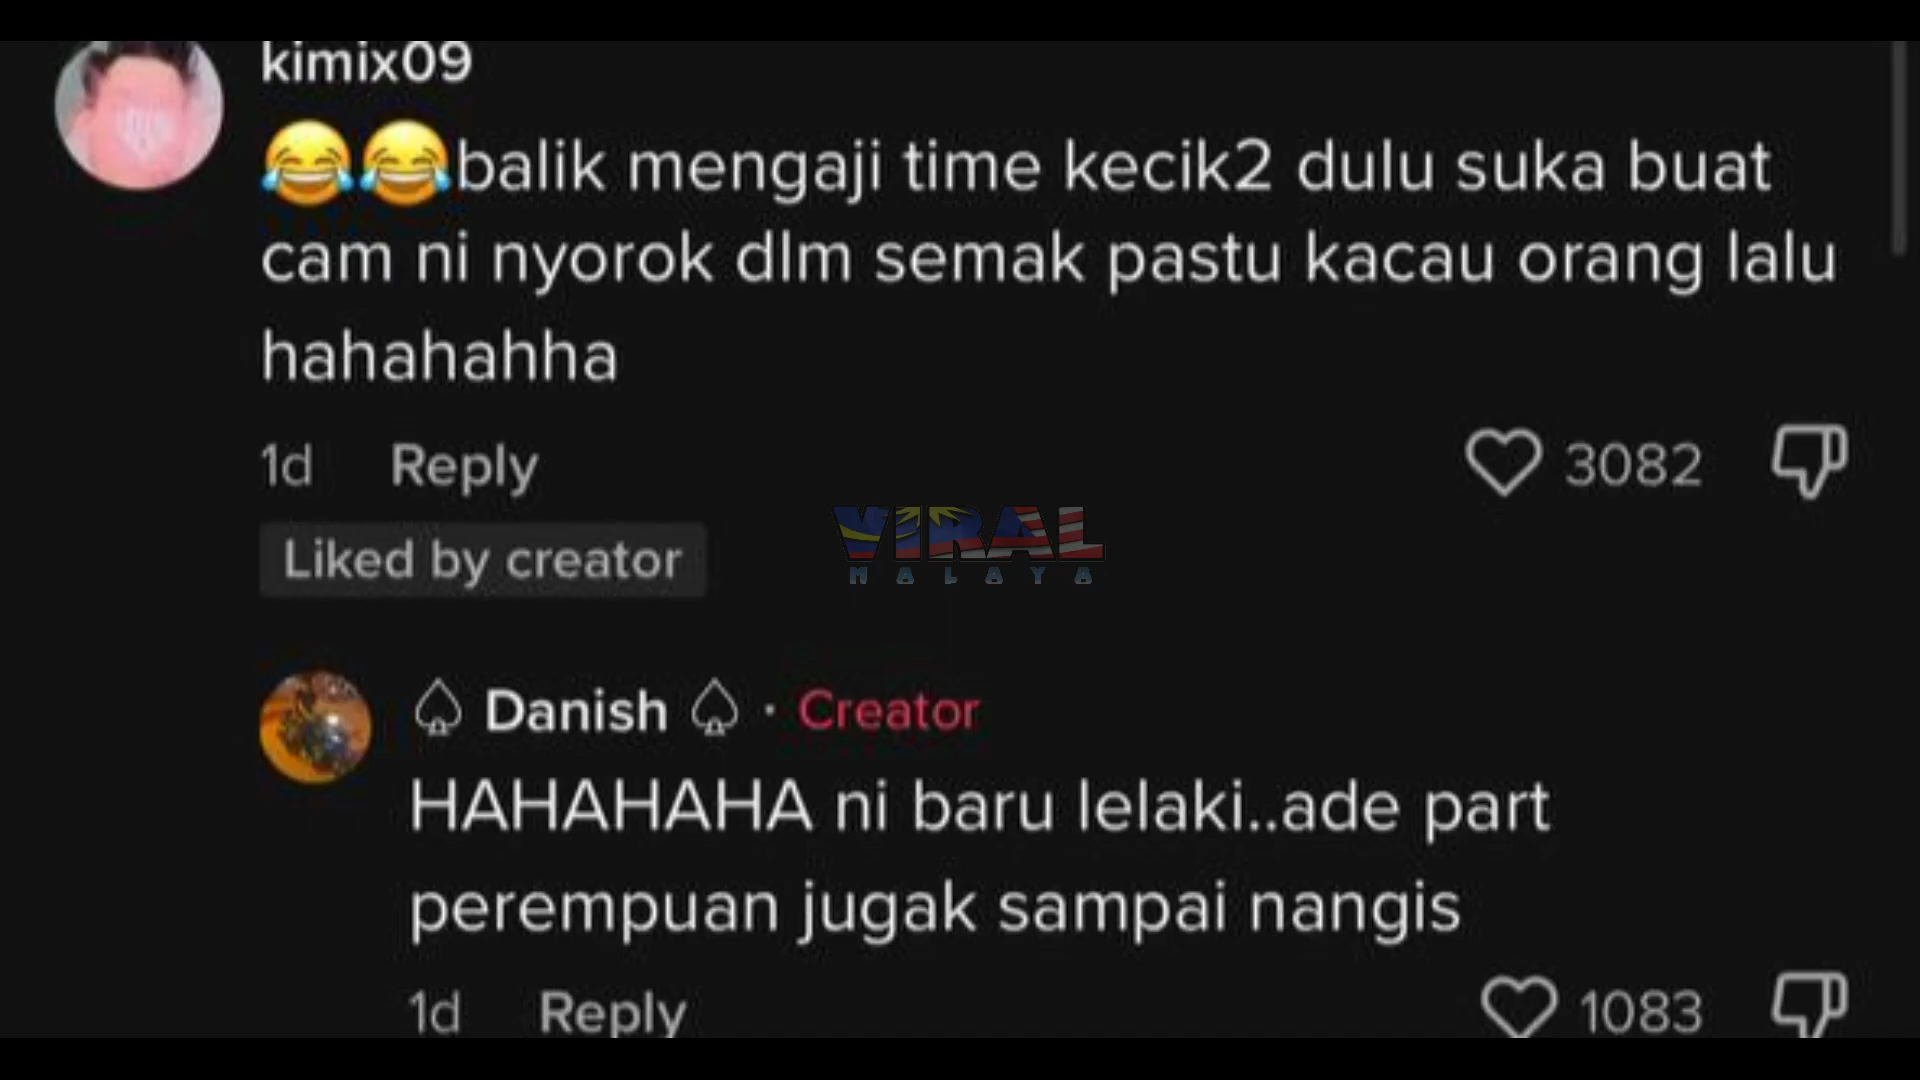 kimix09
😂😂balik mengaji time kecik2 dulu suka buat
cam ni nyorok dlm semak pastu kacau orang lalu
hahahahha
1d Reply 3082
Liked by creator
VIRAL
MALAYA
♤ Danish ♤ · Creator
HAHAHAHA ni baru lelaki..ade part
perempuan jugak sampai nangis
1d Reply 1083